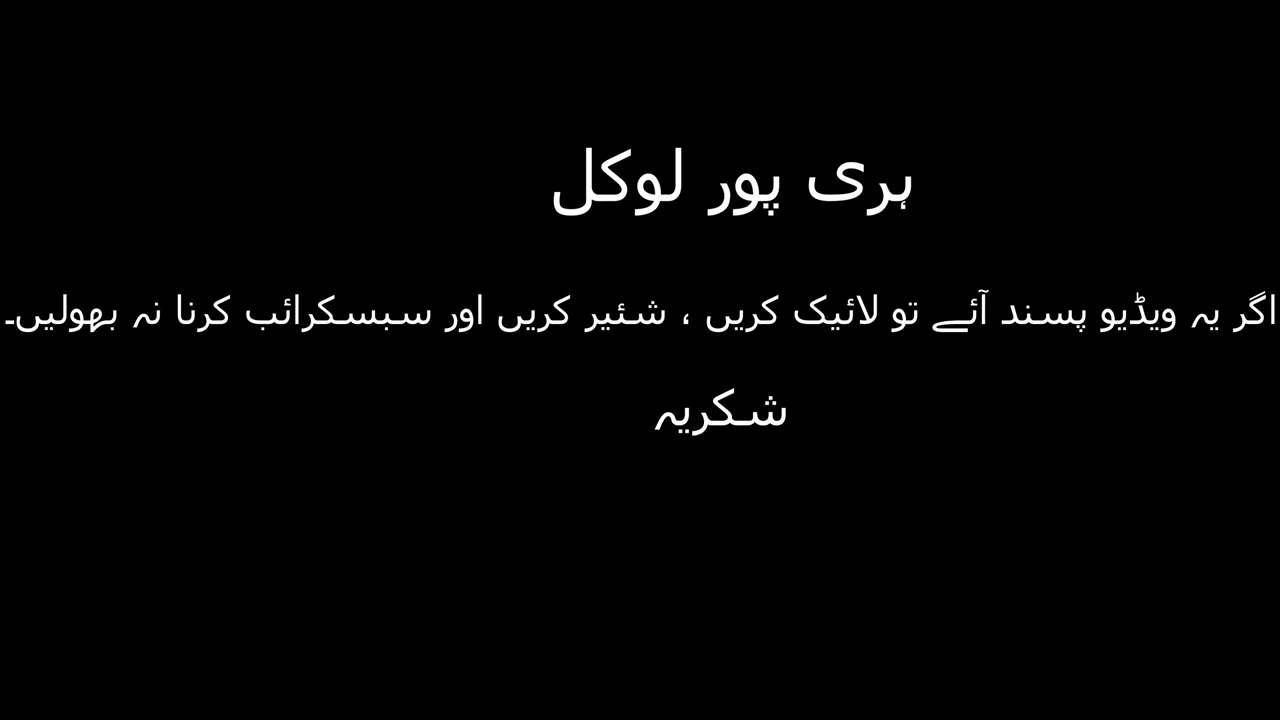 ہری پور لوکل
اگر یہ ویڈیو پسند آئے تو لائیک کریں ، شئیر کریں اور سبسکرائب کرنا نہ بھولیں۔
شکریہ